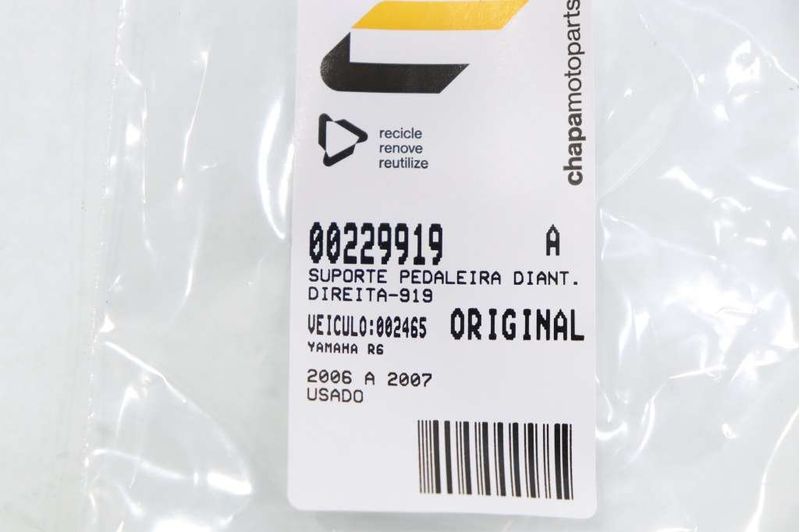 chapamotoparts
recicle
renove
reutilize
00229919 A
SUPORTE PEDALEIRA DIANT.
DIREITA-919
VEICULO:002465 ORIGINAL
YAMAHA R6
2006 A 2007
USADO